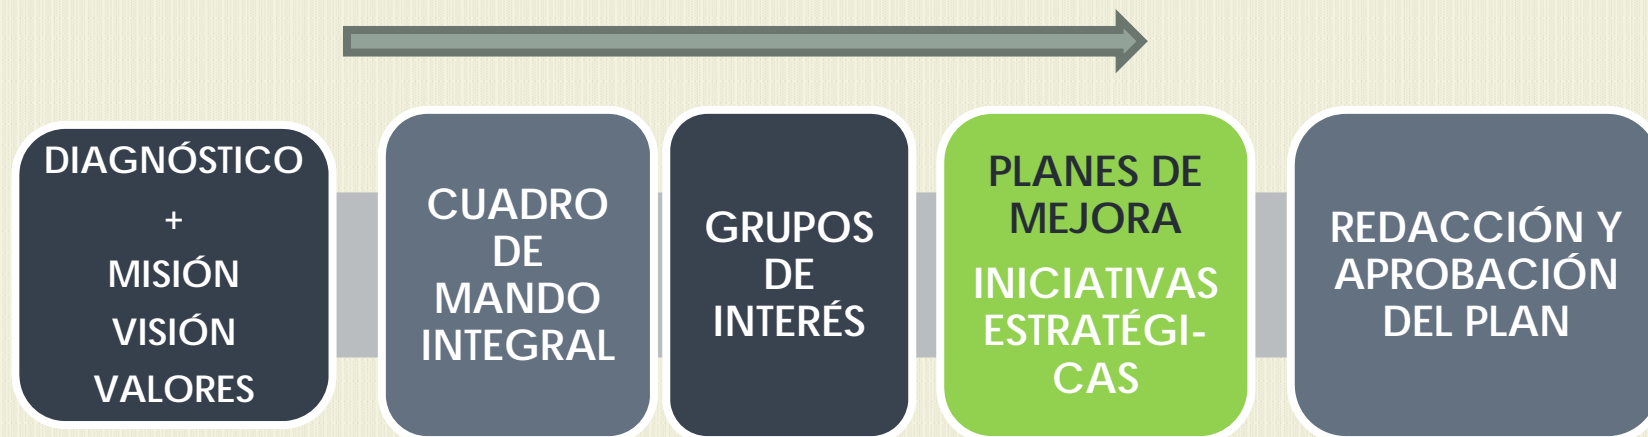 DIAGNÓSTICO
+
MISIÓN
VISIÓN
VALORES
CUADRO
DE
MANDO
INTEGRAL
GRUPOS
DE
INTERÉS
PLANES DE
MEJORA
INICIATIVAS
ESTRATÉGI-
CAS
REDACCIÓN Y
APROBACIÓN
DEL PLAN